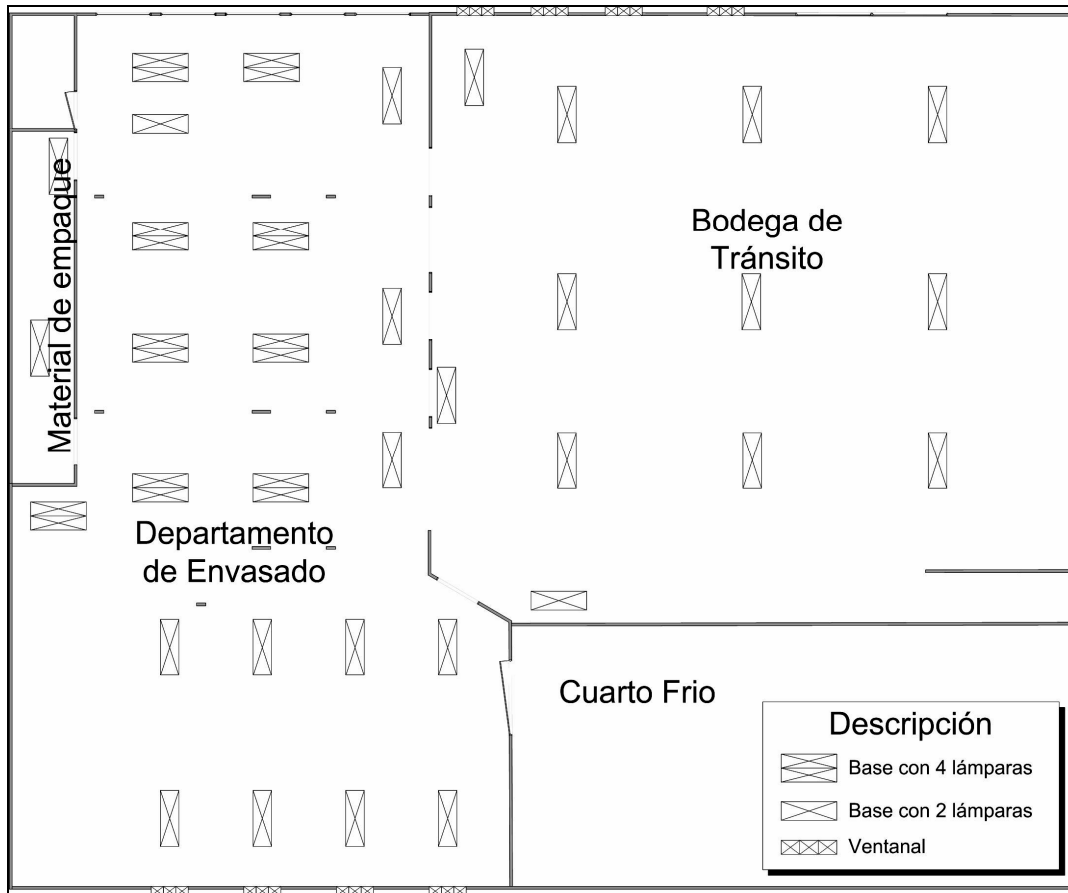 Material de empaque
Bodega de
Tránsito
Departamento
de Envasado
Cuarto Frio
Descripción
Base con 4 lámparas
Base con 2 lámparas
Ventanal